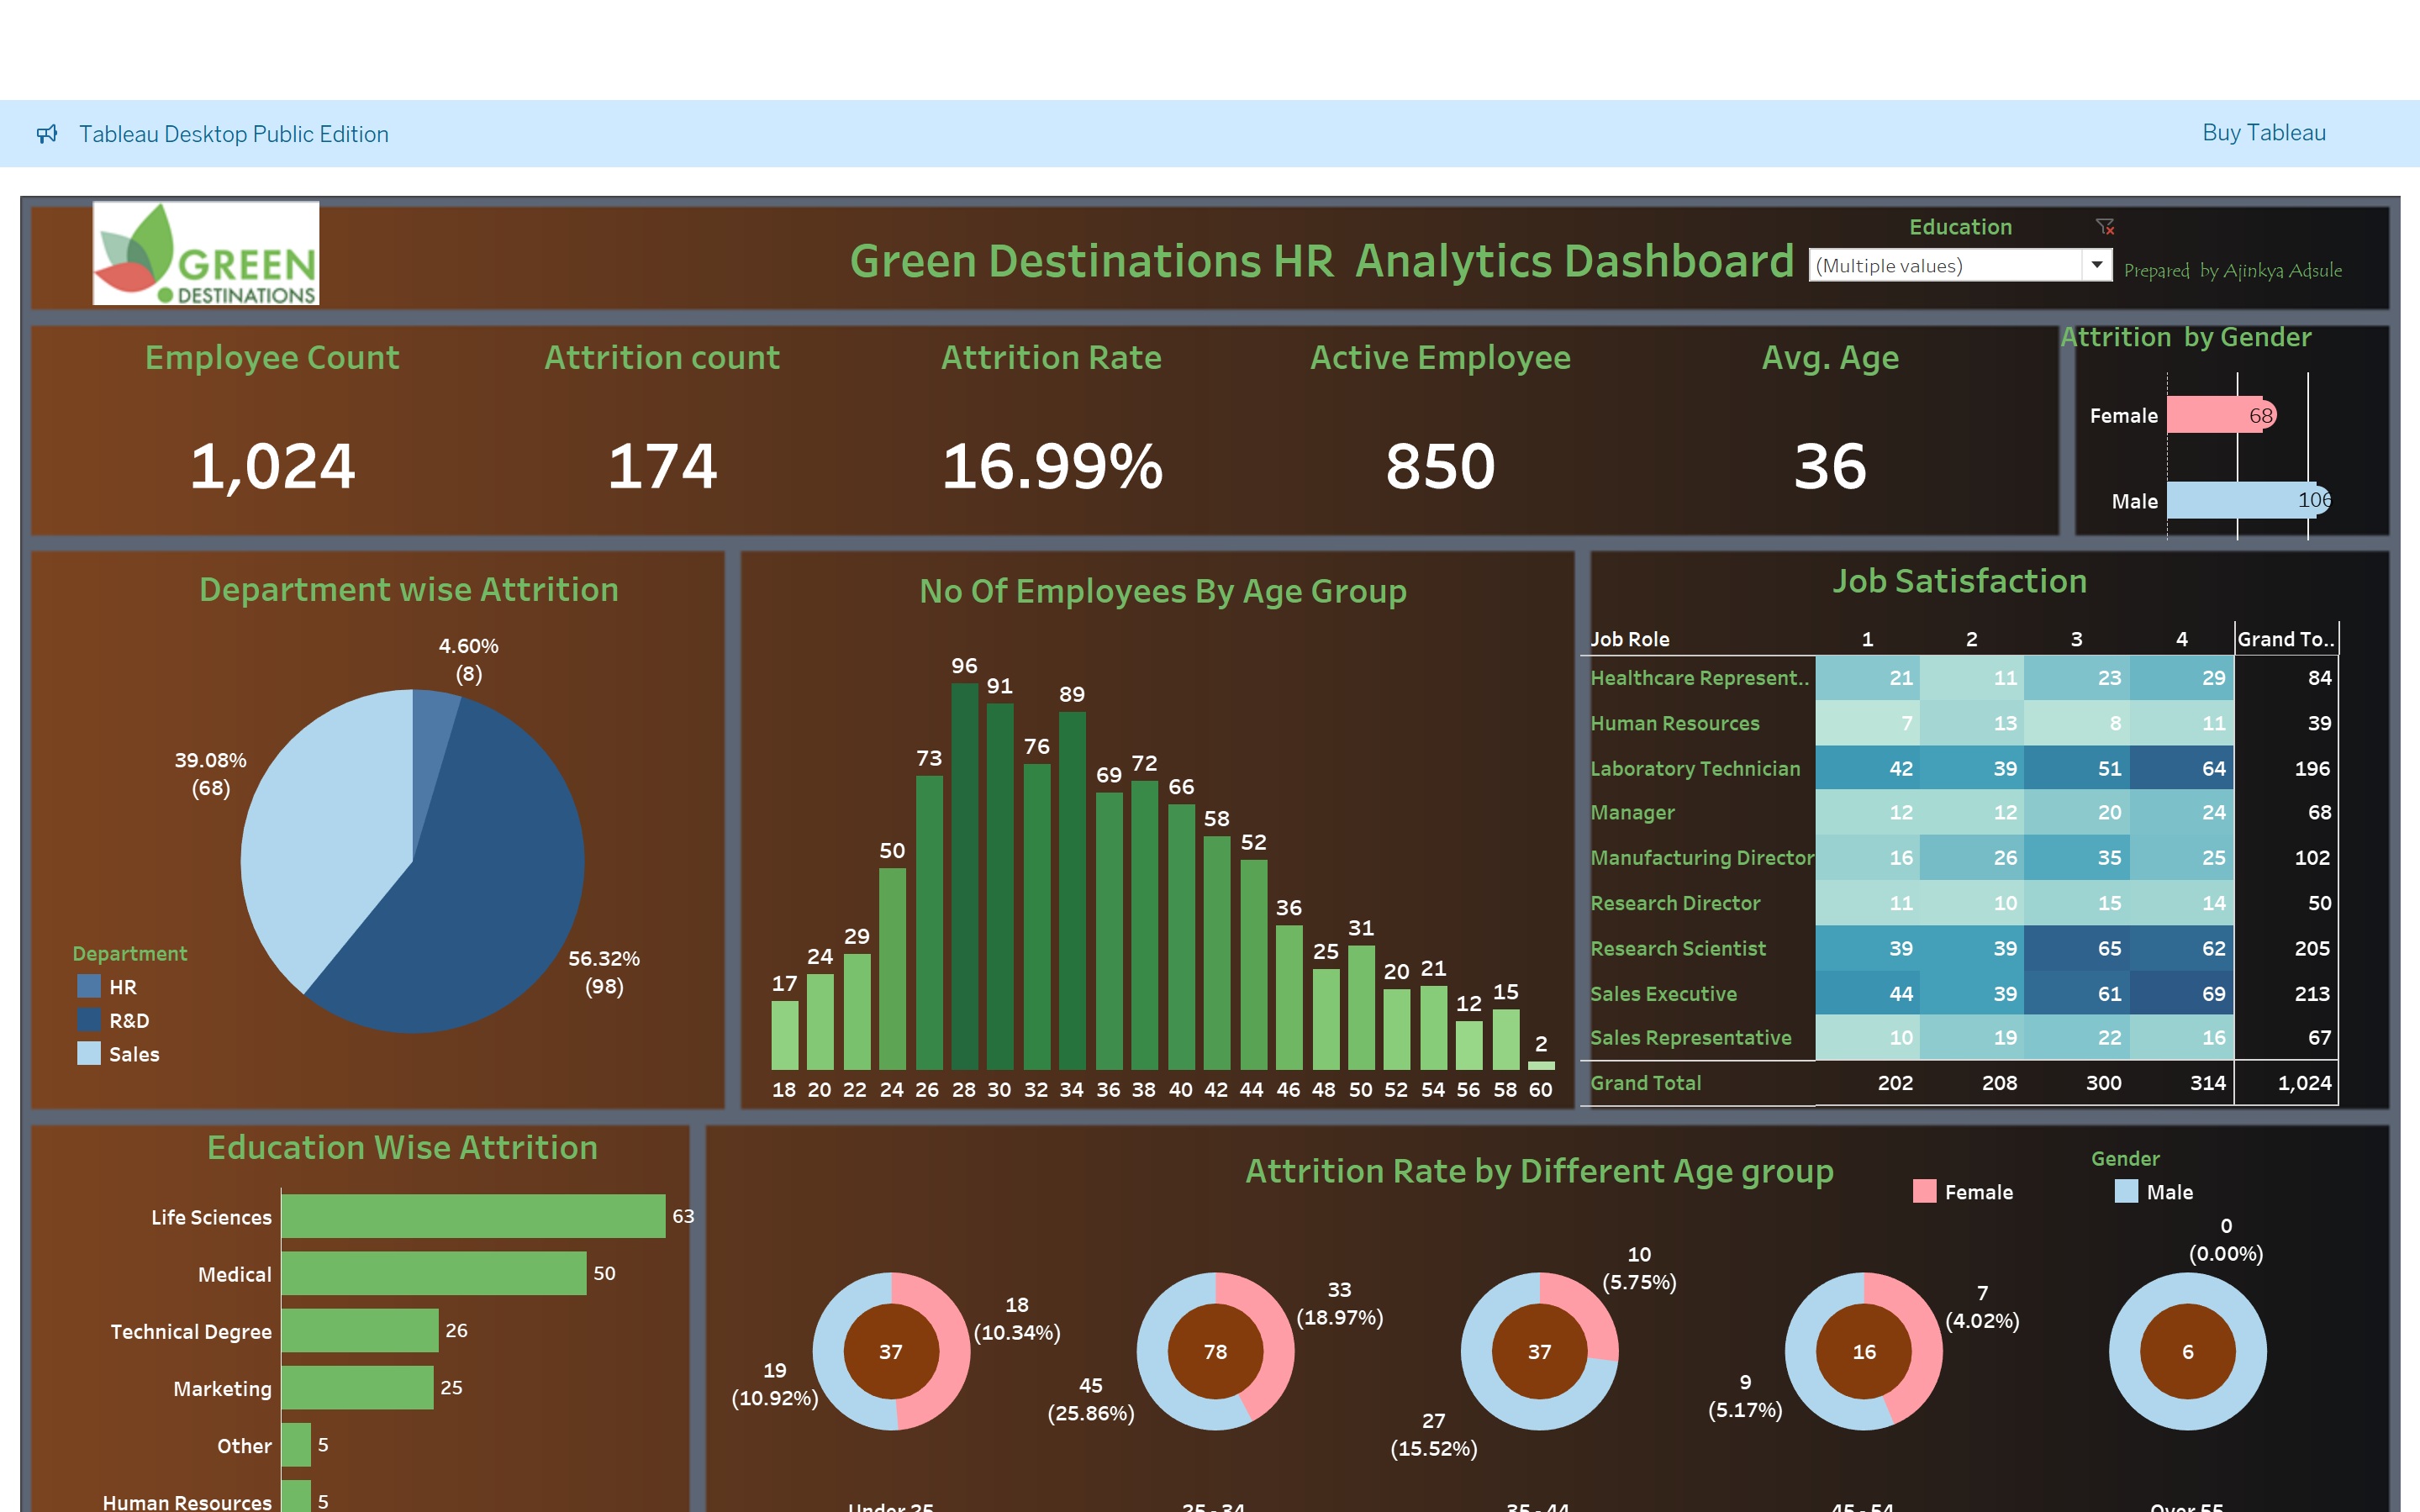 Tableau Desktop Public Edition
Buy Tableau
GREEN
DESTINATIONS
Green Destinations HR Analytics Dashboard
Education
(Multiple values)
Prepared by Ajinkya Adsule
Employee Count
Attrition count
Attrition Rate
Active Employee
Avg. Age
1,024
174
16.99%
850
36
Attrition by Gender
Female
68
Male
106
Department wise Attrition
4.60%
(8)
39.08%
(68)
56.32%
(98)
Department
HR
R&D
Sales
No Of Employees By Age Group
17 24 29 50 73 96 91 76 89 69 72 66 58 52 36 25 31 20 21 12 15 2
18 20 22 24 26 28 30 32 34 36 38 40 42 44 46 48 50 52 54 56 58 60
Job Satisfaction
Job Role 1 2 3 4 Grand To..
Healthcare Represent.. 21 11 23 29 84
Human Resources 7 13 8 11 39
Laboratory Technician 42 39 51 64 196
Manager 12 12 20 24 68
Manufacturing Director 16 26 35 25 102
Research Director 11 10 15 14 50
Research Scientist 39 39 65 62 205
Sales Executive 44 39 61 69 213
Sales Representative 10 19 22 16 67
Grand Total 202 208 300 314 1,024
Education Wise Attrition
Life Sciences 63
Medical 50
Technical Degree 26
Marketing 25
Other 5
Human Resources 5
Attrition Rate by Different Age group
Gender
Female
Male
37
18
(10.34%)
19
(10.92%)
78
33
(18.97%)
45
(25.86%)
37
10
(5.75%)
27
(15.52%)
16
7
(4.02%)
9
(5.17%)
6
0
(0.00%)
Under 25
25 - 34
35 - 44
45 - 54
Over 55